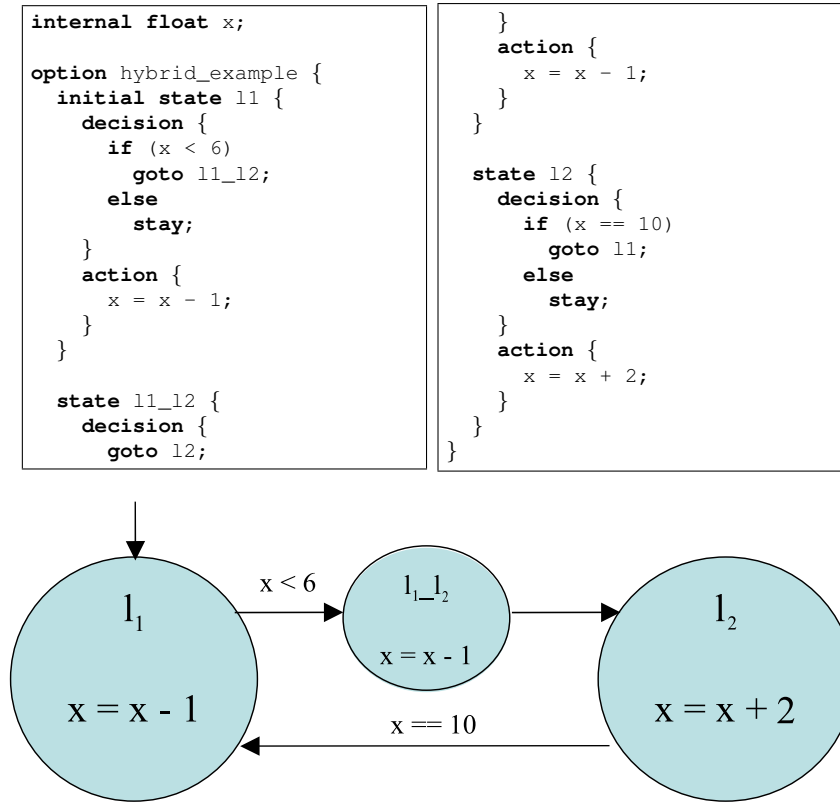 internal float x;
option hybrid_example {
initial state l1 {
decision {
if (x < 6)
goto l1_l2;
else
stay;
}
action {
x = x - 1;
}
}
state l1_l2 {
decision {
goto l2;
}
action {
x = x - 1;
}
}
state l2 {
decision {
if (x == 10)
goto l1;
else
stay;
}
action {
x = x + 2;
}
}
}
l₁
x = x - 1
x < 6
l₁_l₂
x = x - 1
l₂
x = x + 2
x == 10